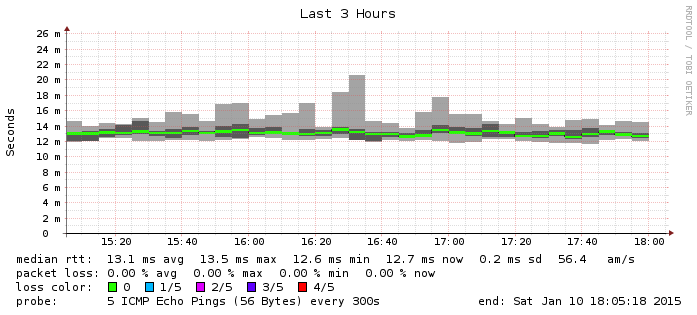 Last 3 Hours
RRDTOOL / TOBI OETIKER
Seconds
26 m
24 m
22 m
20 m
18 m
16 m
14 m
12 m
10 m
8 m
6 m
4 m
2 m
0
15:20 15:40 16:00 16:20 16:40 17:00 17:20 17:40 18:00
median rtt: 13.1 ms avg 13.5 ms max 12.6 ms min 12.7 ms now 0.2 ms sd 56.4 am/s
packet loss: 0.00 % avg 0.00 % max 0.00 % min 0.00 % now
loss color: 0 1/5 2/5 3/5 4/5
probe: 5 ICMP Echo Pings (56 Bytes) every 300s end: Sat Jan 10 18:05:18 2015